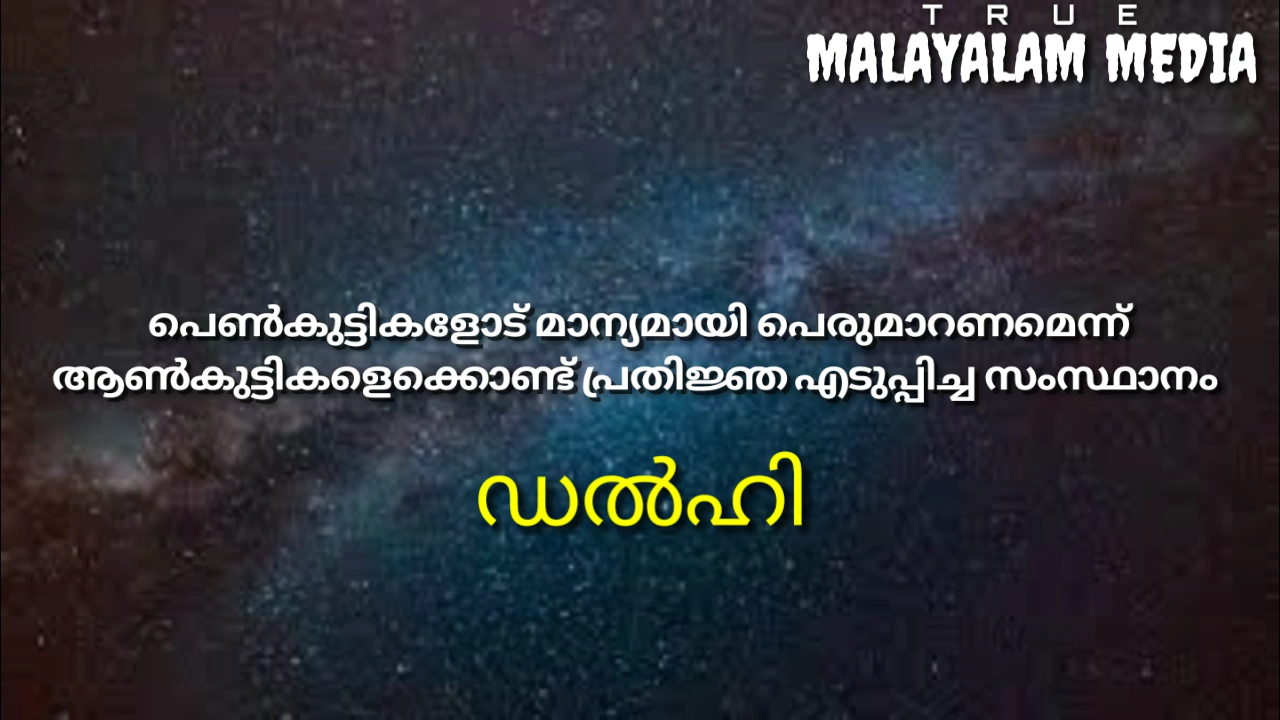 TRUE
MALAYALAM MEDIA
പെൺകുട്ടികളോട് മാന്യമായി പെരുമാറണമെന്ന്
ആൺകുട്ടികളെക്കൊണ്ട് പ്രതിജ്ഞ എടുപ്പിച്ച സംസ്ഥാനം
ഡൽഹി